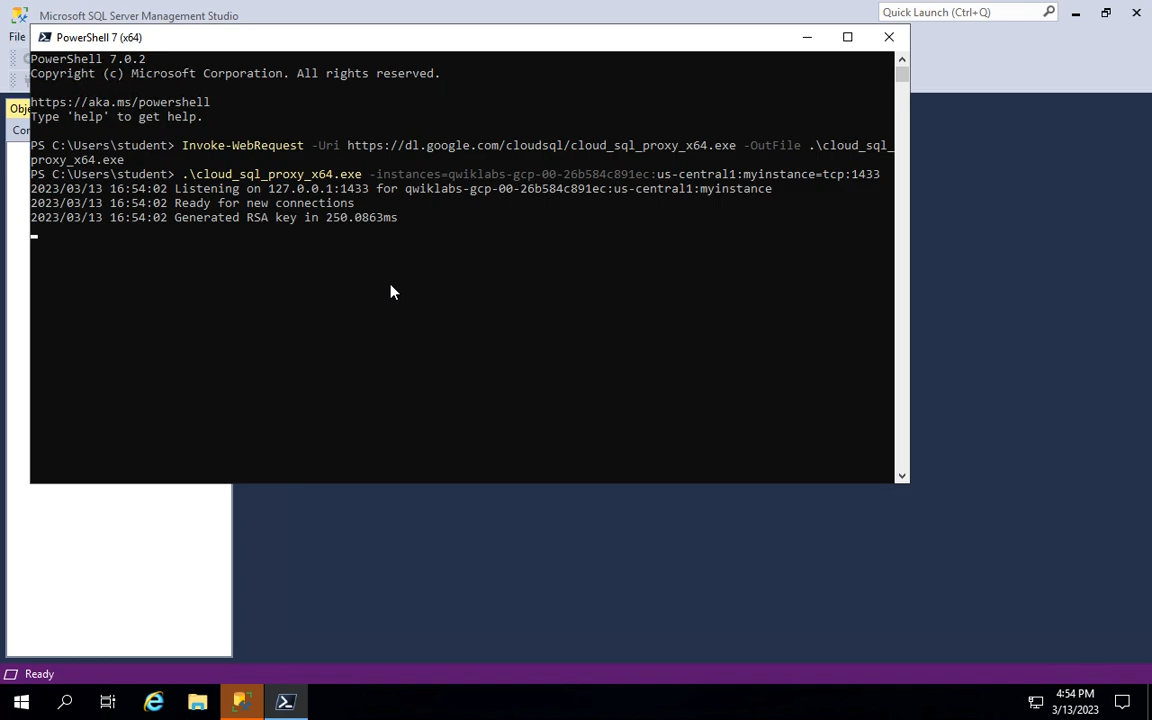 Microsoft SQL Server Management Studio
Quick Launch (Ctrl+Q)
File
PowerShell 7 (x64)
PowerShell 7.0.2
Copyright (c) Microsoft Corporation. All rights reserved.
https://aka.ms/powershell
Type 'help' to get help.
PS C:\Users\student> Invoke-WebRequest -Uri https://dl.google.com/cloudsql/cloud_sql_proxy_x64.exe -OutFile .\cloud_sql_
proxy_x64.exe
PS C:\Users\student> .\cloud_sql_proxy_x64.exe -instances=qwiklabs-gcp-00-26b584c891ec:us-central1:myinstance=tcp:1433
2023/03/13 16:54:02 Listening on 127.0.0.1:1433 for qwiklabs-gcp-00-26b584c891ec:us-central1:myinstance
2023/03/13 16:54:02 Ready for new connections
2023/03/13 16:54:02 Generated RSA key in 250.0863ms
Obje
Con
Ready
4:54 PM
3/13/2023